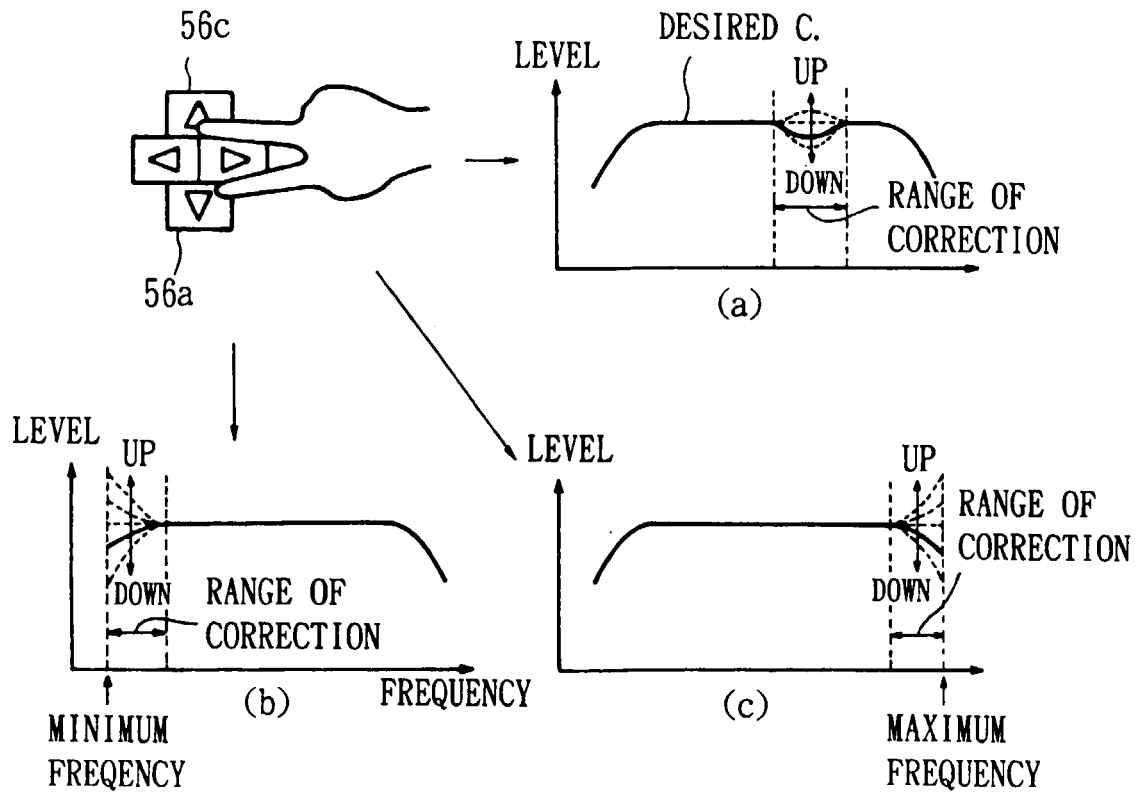 56c
56a
DESIRED C.
LEVEL
UP
DOWN
RANGE OF
CORRECTION
(a)
LEVEL
UP
DOWN
RANGE OF
CORRECTION
FREQUENCY
(b)
MINIMUM
FREQENCY
LEVEL
UP
DOWN
RANGE OF
CORRECTION
(c)
MAXIMUM
FREQUENCY